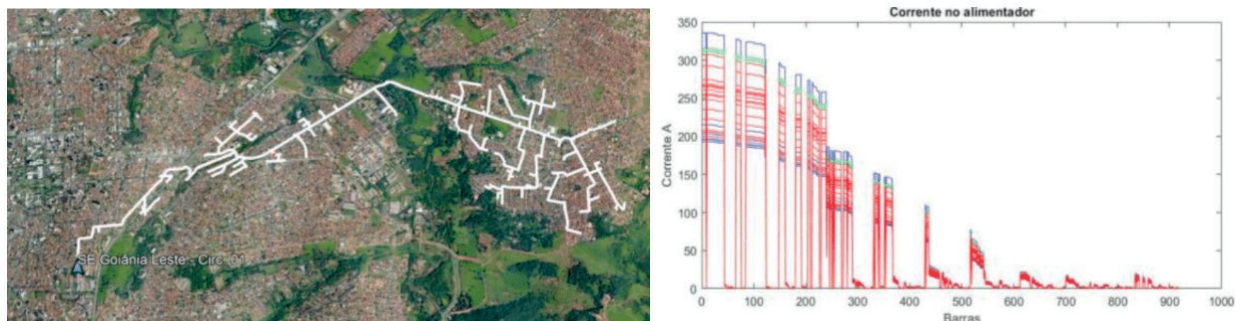 SE Goiânia Leste - Circ. 01
Corrente no alimentador
Corrente A
350
300
250
200
150
100
50
0
0 100 200 300 400 500 600 700 800 900 1000
Barras